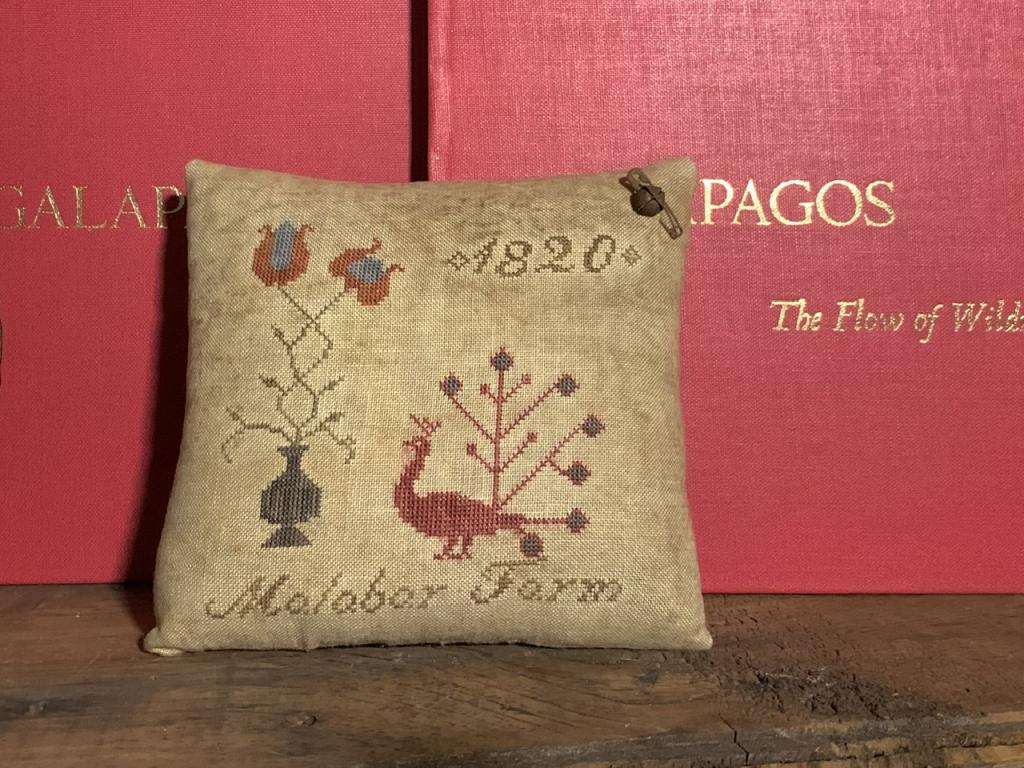 GALAP
APAGOS
The Flow of Wild
1820
Malabar Farm